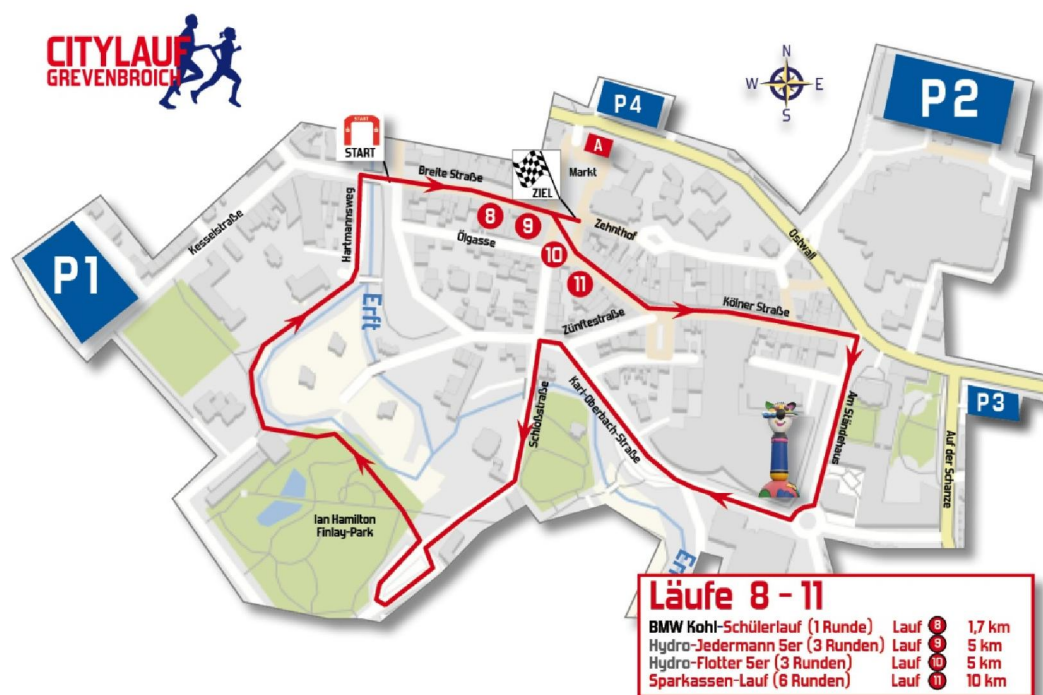 CITYLAUF
GREVENBROICH
N
W E
S
P4
P2
A
START
START
Breite Straße
ZIEL
Markt
Kesselstraße
Hartmannsweg
8
9
Ölgasse
Zehnthof
Ostwall
10
11
P1
Erft
Kölner Straße
Zünftestraße
Schloßstraße
Karl-Oberbach-Straße
Am Ständehaus
P3
Auf der Schanze
Ian Hamilton
Finlay-Park
Erft
Läufe 8 - 11
BMW Kohl-Schülerlauf (1 Runde) Lauf 8 1,7 km
Hydro-Jedermann 5er (3 Runden) Lauf 9 5 km
Hydro-Flotter 5er (3 Runden) Lauf 10 5 km
Sparkassen-Lauf (6 Runden) Lauf 11 10 km